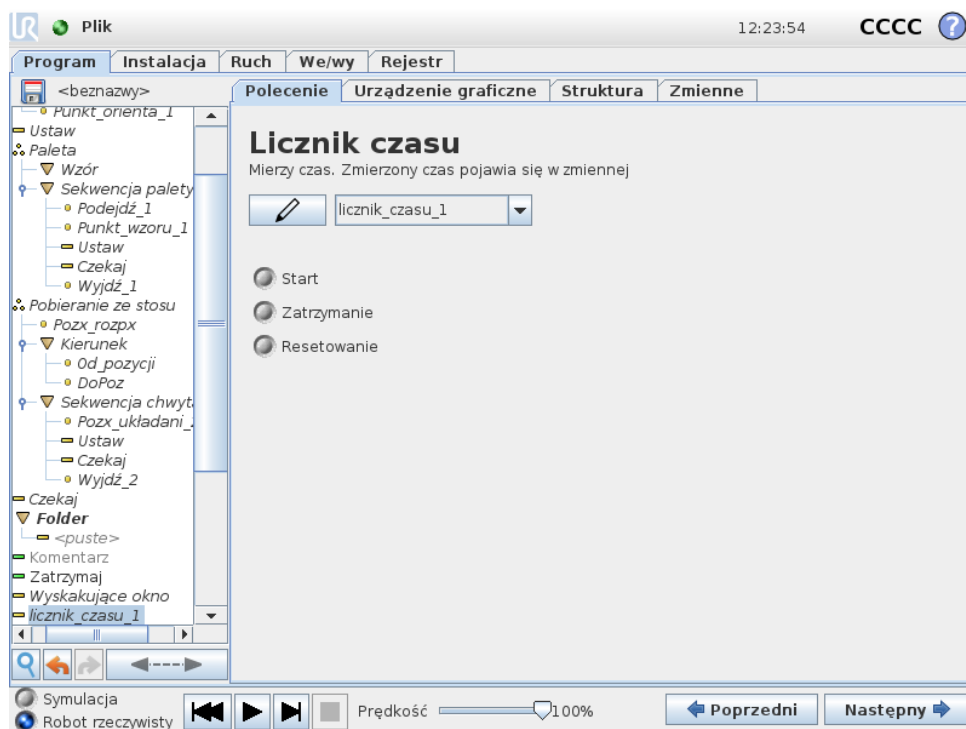 UR Plik 12:23:54 CCCC ?
Program Instalacja Ruch We/wy Rejestr
<beznazwy>
Polecenie Urządzenie graficzne Struktura Zmienne
Punkt_orienta_1
Ustaw
Paleta
Wzór
Sekwencja palety
Podejdź_1
Punkt_wzoru_1
Ustaw
Czekaj
Wyjdź_1
Pobieranie ze stosu
Pozx_rozpx
Kierunek
Od_pozycji
DoPoz
Sekwencja chwyt
Pozx_układani_2
Ustaw
Czekaj
Wyjdź_2
Czekaj
Folder
<puste>
Komentarz
Zatrzymaj
Wyskakujące okno
licznik_czasu_1
Licznik czasu
Mierzy czas. Zmierzony czas pojawia się w zmiennej
licznik_czasu_1
Start
Zatrzymanie
Resetowanie
Symulacja
Robot rzeczywisty
Prędkość 100%
Poprzedni Następny